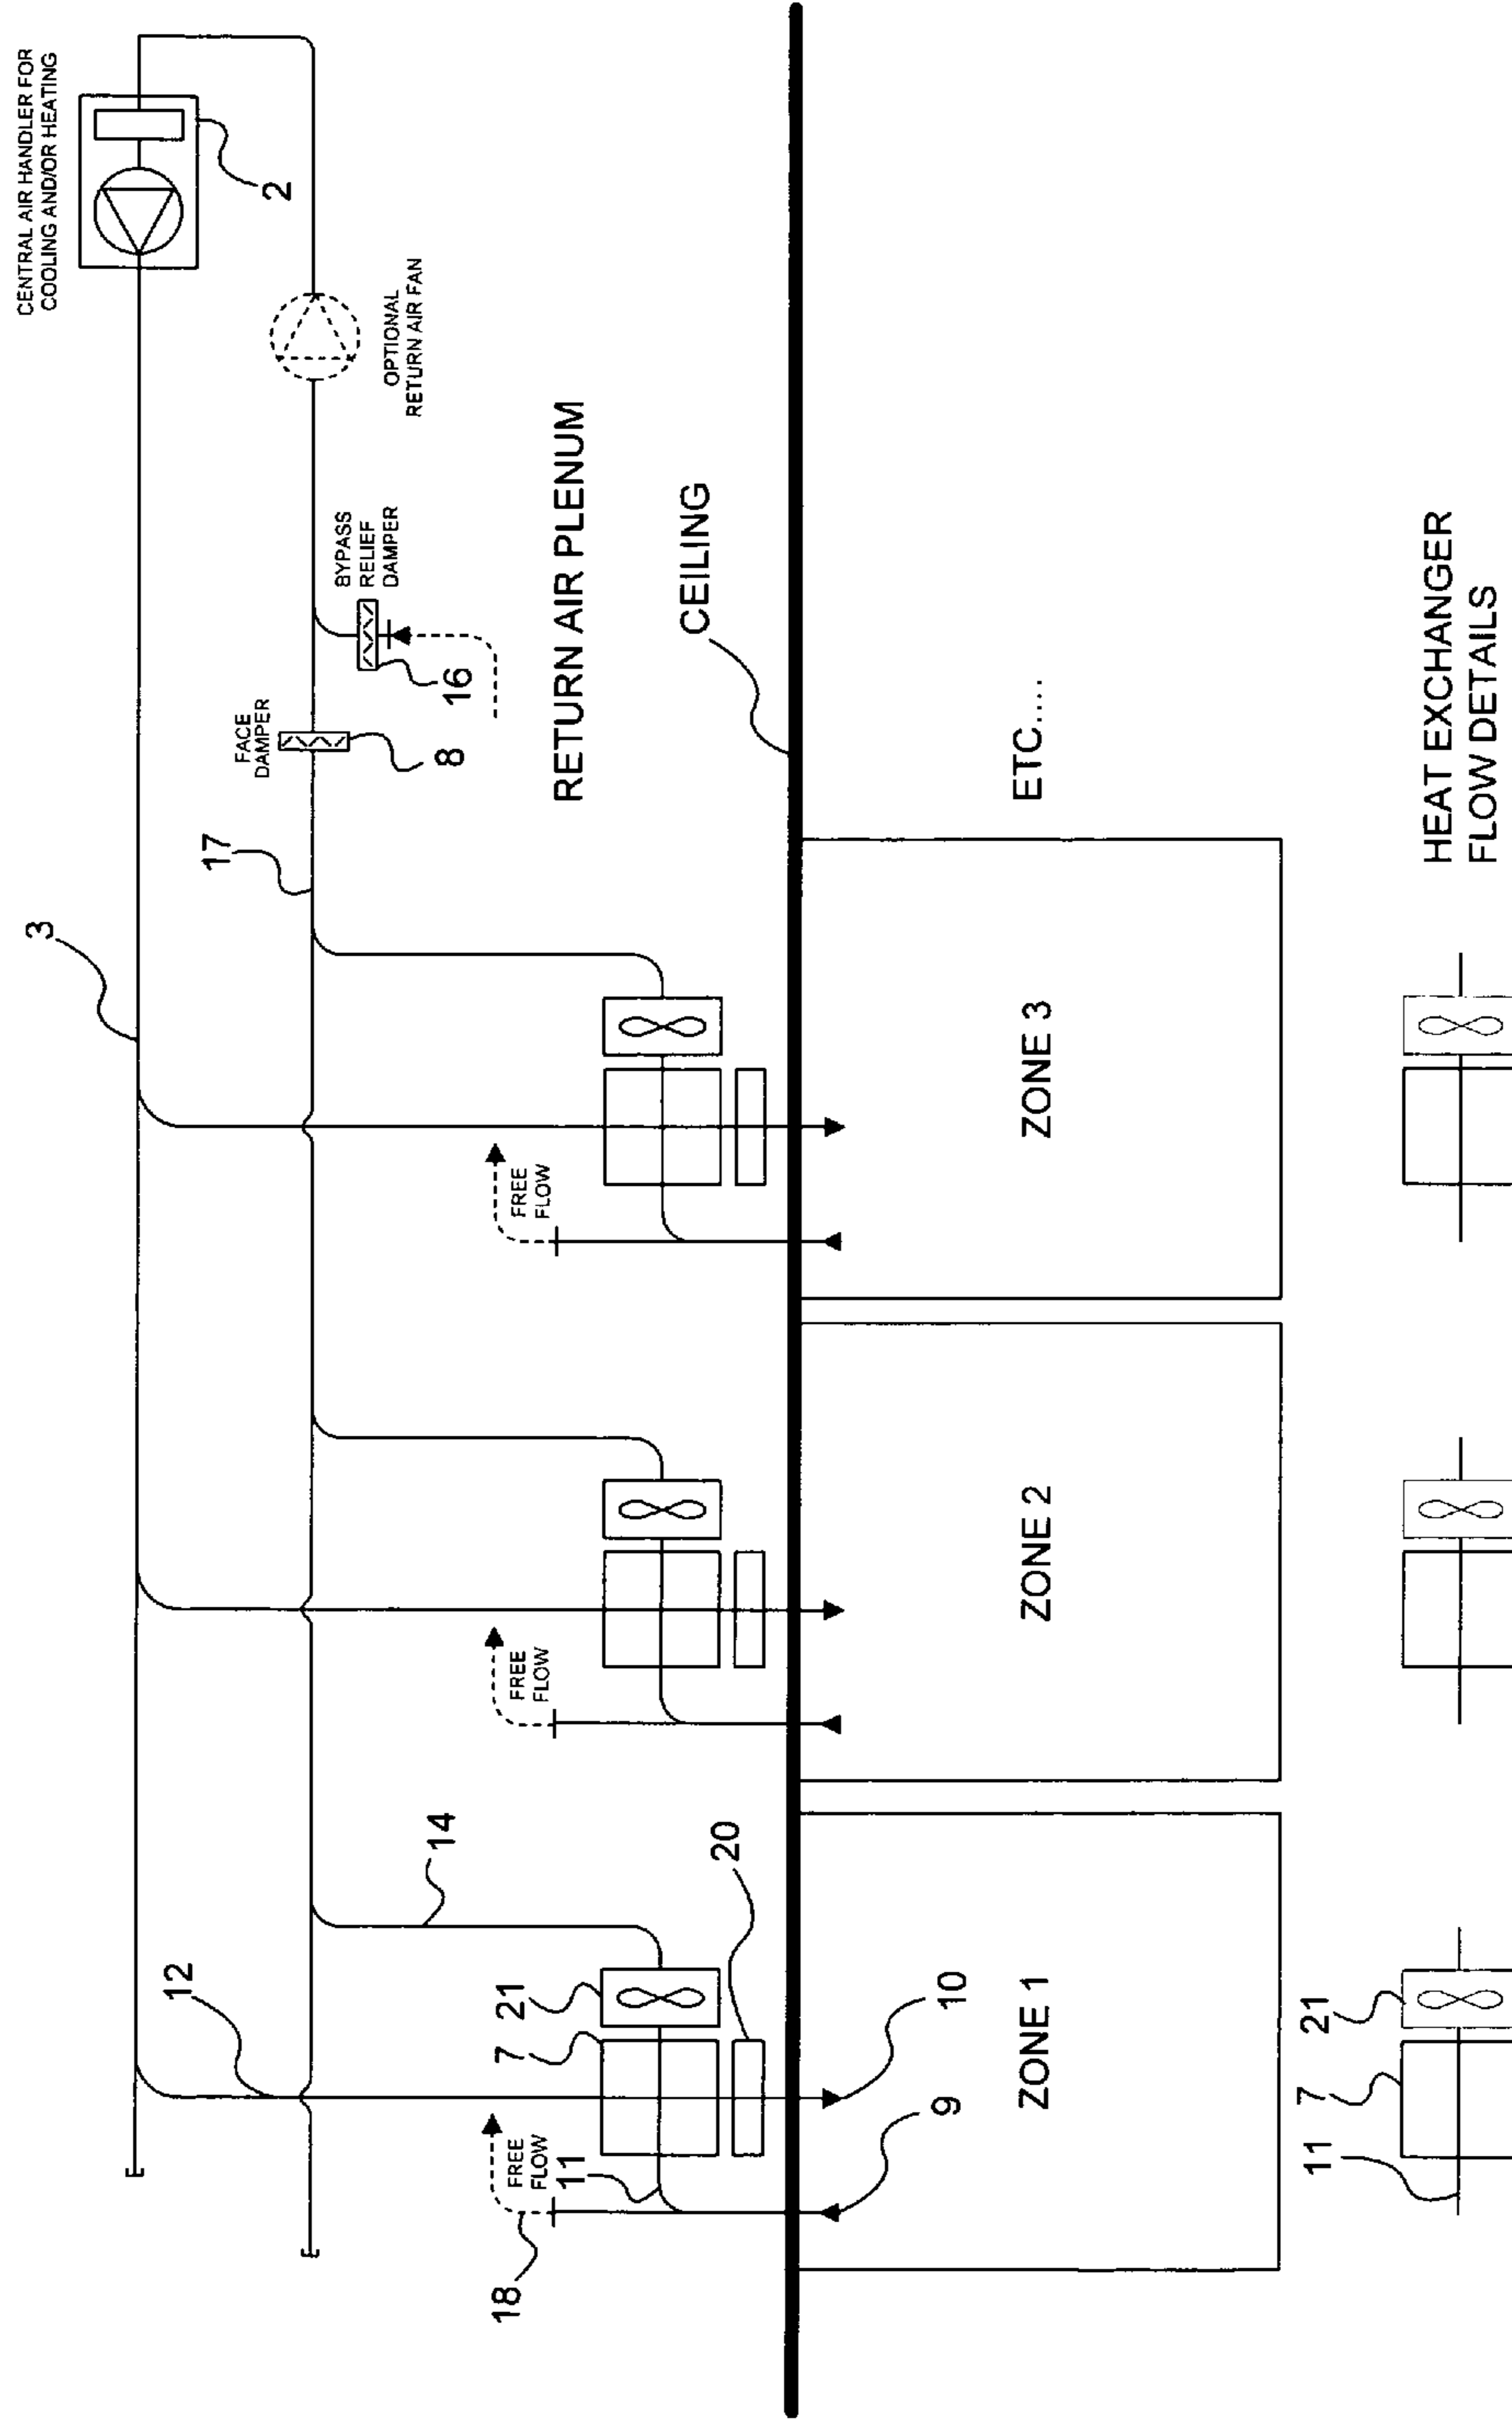 CENTRAL AIR HANDLER FOR
COOLING AND/OR HEATING
2
3
17
12
FACE
DAMPER
8
BYPASS
RELIEF
DAMPER
16
OPTIONAL
RETURN AIR FAN
RETURN AIR PLENUM
CEILING
14
18
FREE
FLOW
11
7
21
20
FREE
FLOW
FREE
FLOW
9
10
ZONE 1
ZONE 2
ZONE 3
ETC....
11
7
21
HEAT EXCHANGER
FLOW DETAILS